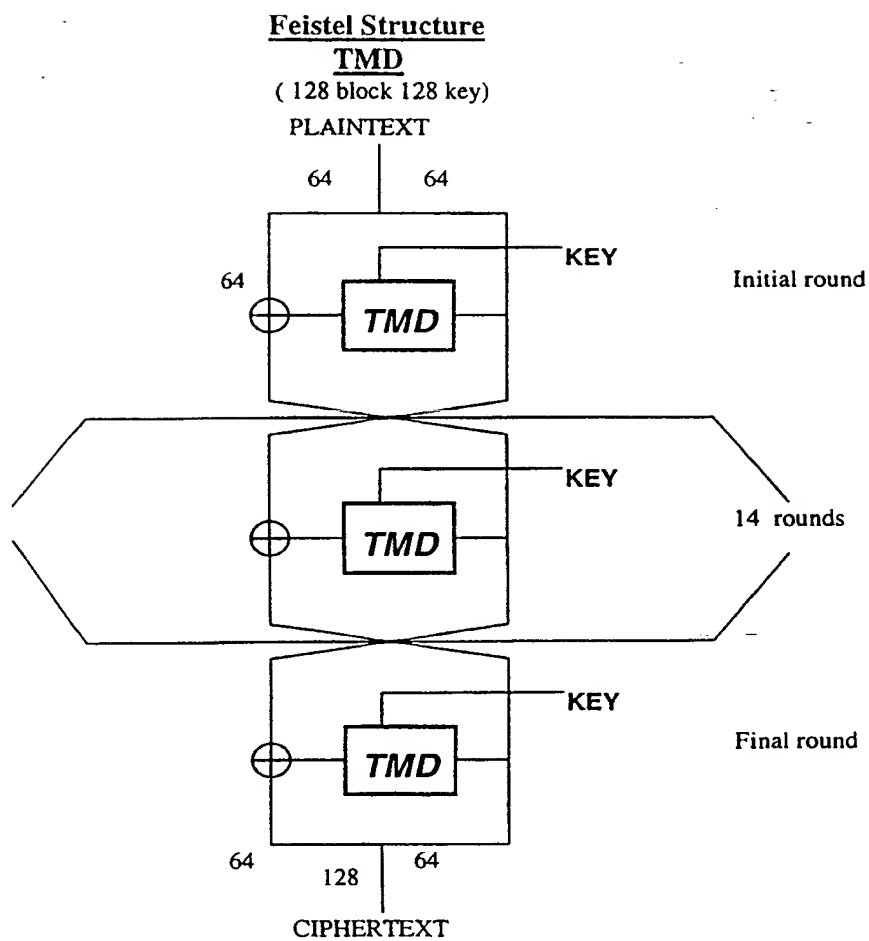 Feistel Structure
TMD
( 128 block 128 key)
PLAINTEXT
64 64
KEY
64
Initial round
TMD
KEY
14 rounds
TMD
KEY
Final round
TMD
64 64
128
CIPHERTEXT